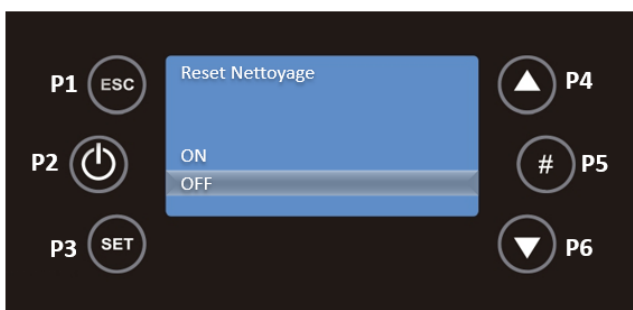 P1 ESC
Reset Nettoyage
P4
P2
ON
# P5
OFF
P3 SET
P6